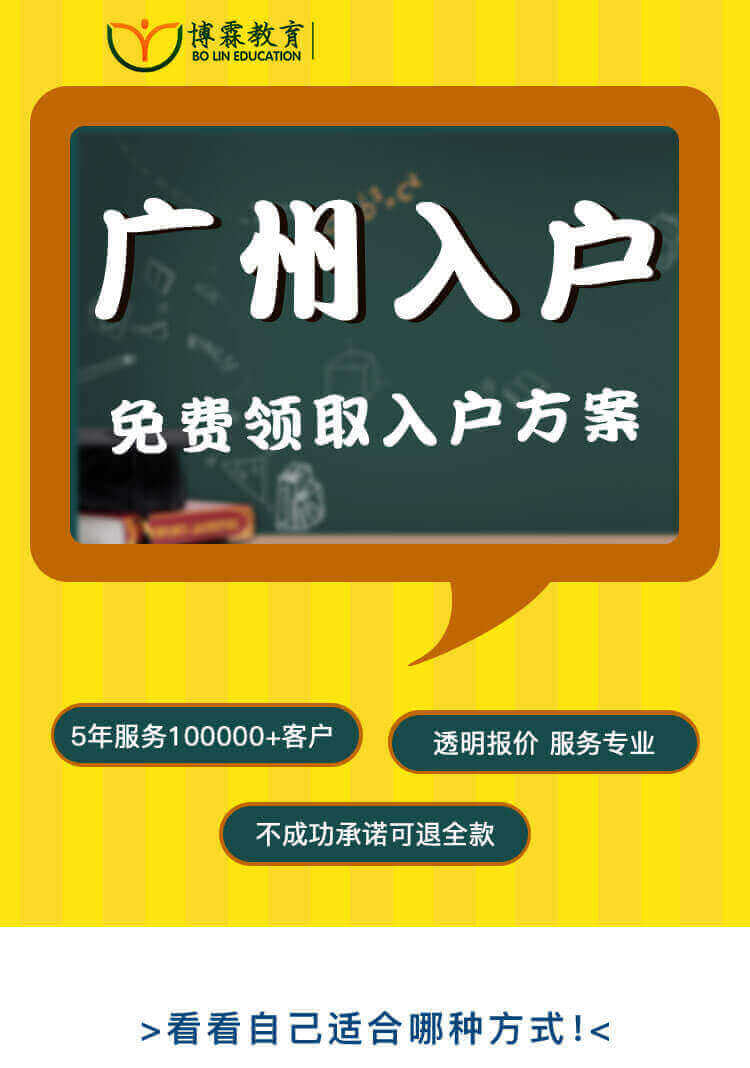 博霖教育
BO LIN EDUCATION
广州入户
免费领取入户方案
5年服务100000+客户
透明报价 服务专业
不成功承诺可退全款
>看看自己适合哪种方式!<